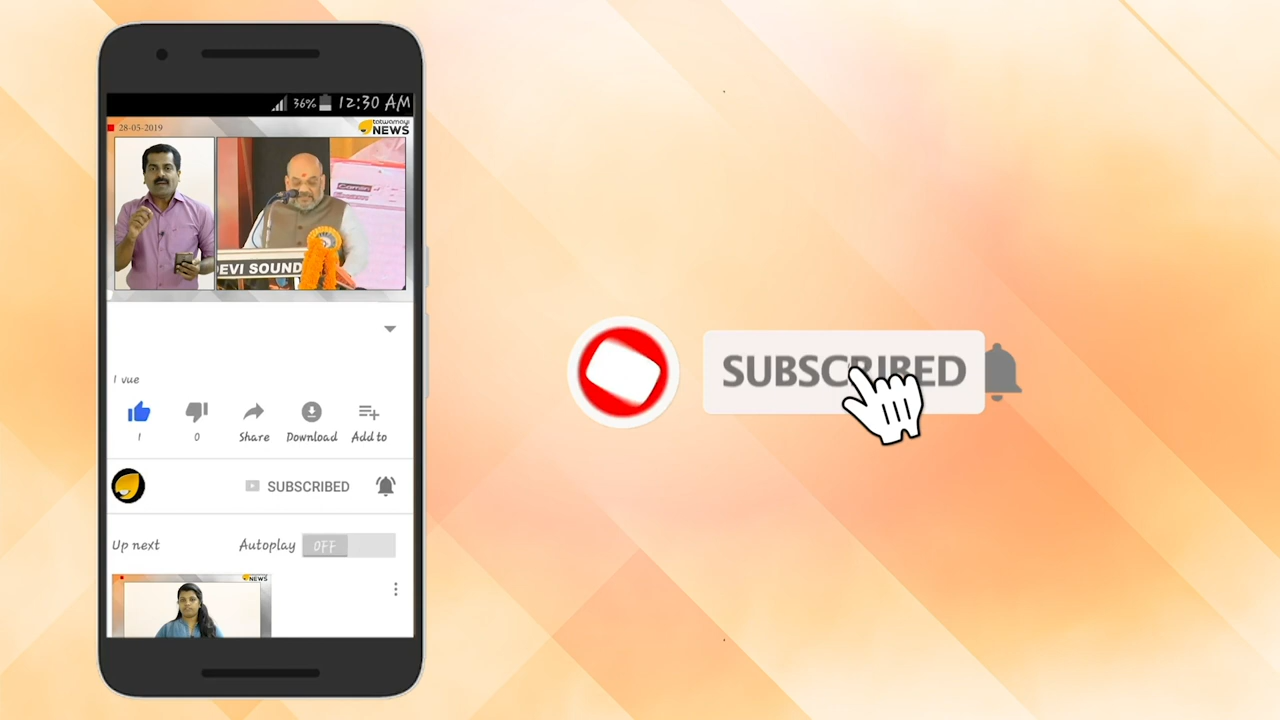 36% 12:30 AM
28-05-2019
tatwamayi
NEWS
DEVI SOUND
1 vue
1
0
Share
Download
Add to
SUBSCRIBED
Up next
Autoplay
OFF
NEWS
SUBSCRIBED